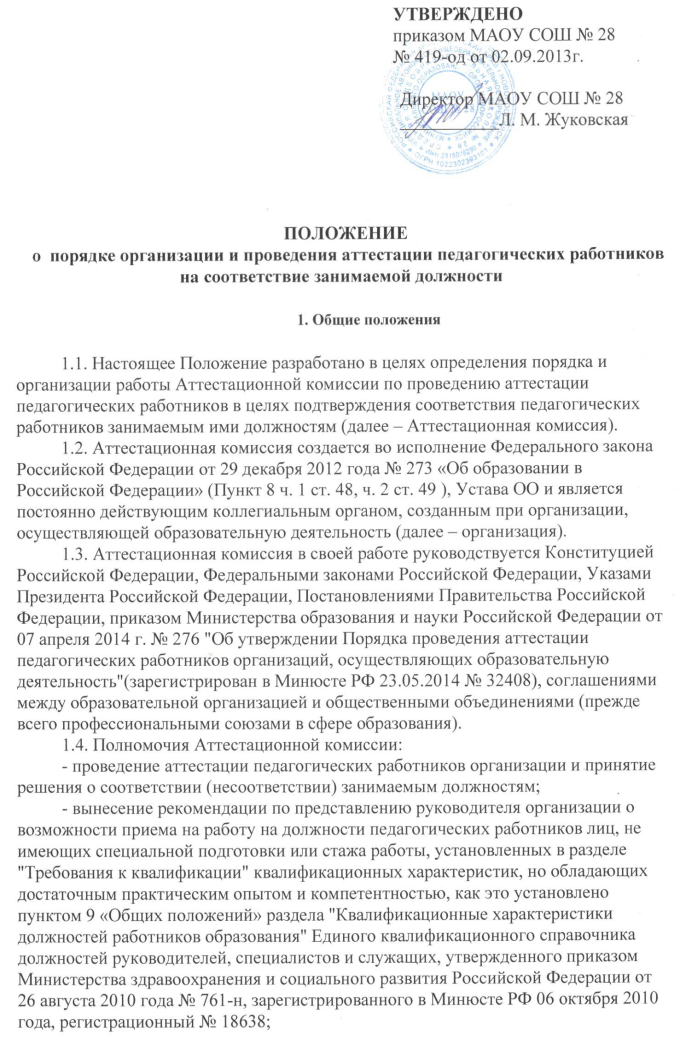 УТВЕРЖДЕНО
приказом МАОУ СОШ № 28
№ 419-од от 02.09.2013г.
Директор МАОУ СОШ № 28
___________Л. М. Жуковская
ПОЛОЖЕНИЕ
о порядке организации и проведения аттестации педагогических работников
на соответствие занимаемой должности
1. Общие положения
1.1. Настоящее Положение разработано в целях определения порядка и
организации работы Аттестационной комиссии по проведению аттестации
педагогических работников в целях подтверждения соответствия педагогических
работников занимаемым ими должностям (далее – Аттестационная комиссия).
1.2. Аттестационная комиссия создается во исполнение Федерального закона
Российской Федерации от 29 декабря 2012 года № 273 «Об образовании в
Российской Федерации» (Пункт 8 ч. 1 ст. 48, ч. 2 ст. 49 ), Устава ОО и является
постоянно действующим коллегиальным органом, созданным при организации,
осуществляющей образовательную деятельность (далее – организация).
1.3. Аттестационная комиссия в своей работе руководствуется Конституцией
Российской Федерации, Федеральными законами Российской Федерации, Указами
Президента Российской Федерации, Постановлениями Правительства Российской
Федерации, приказом Министерства образования и науки Российской Федерации от
07 апреля 2014 г. № 276 "Об утверждении Порядка проведения аттестации
педагогических работников организаций, осуществляющих образовательную
деятельность"(зарегистрирован в Минюсте РФ 23.05.2014 № 32408), соглашениями
между образовательной организацией и общественными объединениями (прежде
всего профессиональными союзами в сфере образования).
1.4. Полномочия Аттестационной комиссии:
- проведение аттестации педагогических работников организации и принятие
решения о соответствии (несоответствии) занимаемым должностям;
- вынесение рекомендации по представлению руководителя организации о
возможности приема на работу на должности педагогических работников лиц, не
имеющих специальной подготовки или стажа работы, установленных в разделе
"Требования к квалификации" квалификационных характеристик, но обладающих
достаточным практическим опытом и компетентностью, как это установлено
пунктом 9 «Общих положений» раздела "Квалификационные характеристики
должностей работников образования" Единого квалификационного справочника
должностей руководителей, специалистов и служащих, утвержденного приказом
Министерства здравоохранения и социального развития Российской Федерации от
26 августа 2010 года № 761-н, зарегистрированного в Минюсте РФ 06 октября 2010
года, регистрационный № 18638;